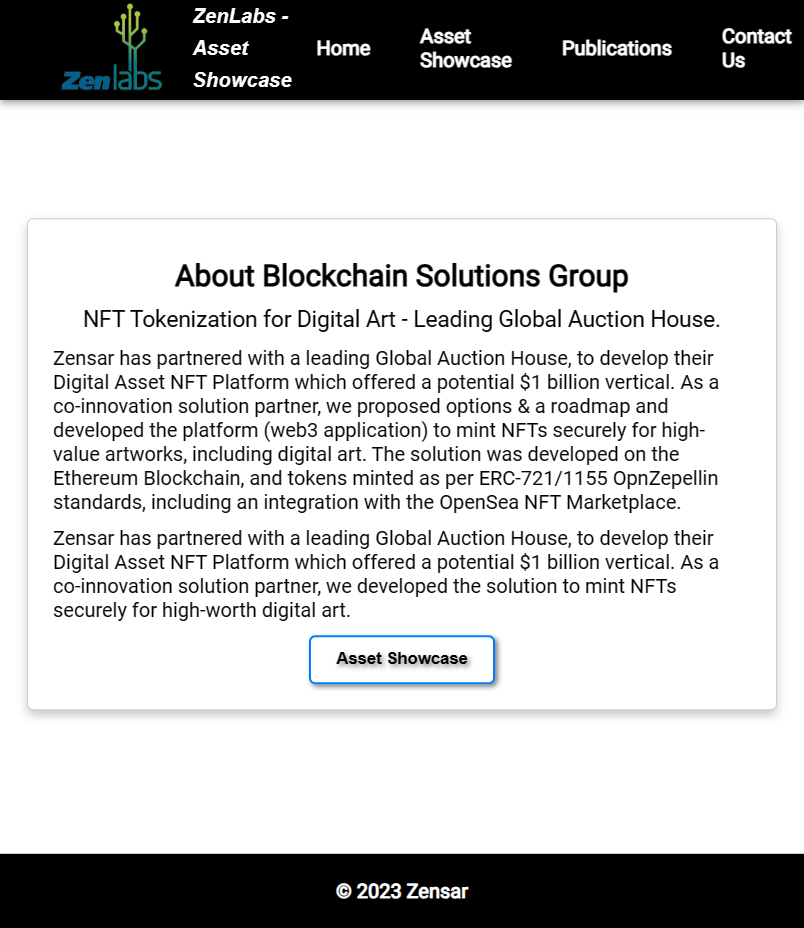 Zenlabs
ZenLabs -
Asset
Showcase
Home
Asset
Showcase
Publications
Contact
Us
About Blockchain Solutions Group
NFT Tokenization for Digital Art - Leading Global Auction House.
Zensar has partnered with a leading Global Auction House, to develop their
Digital Asset NFT Platform which offered a potential $1 billion vertical. As a
co-innovation solution partner, we proposed options & a roadmap and
developed the platform (web3 application) to mint NFTs securely for high-
value artworks, including digital art. The solution was developed on the
Ethereum Blockchain, and tokens minted as per ERC-721/1155 OpnZepellin
standards, including an integration with the OpenSea NFT Marketplace.
Zensar has partnered with a leading Global Auction House, to develop their
Digital Asset NFT Platform which offered a potential $1 billion vertical. As a
co-innovation solution partner, we developed the solution to mint NFTs
securely for high-worth digital art.
Asset Showcase
© 2023 Zensar